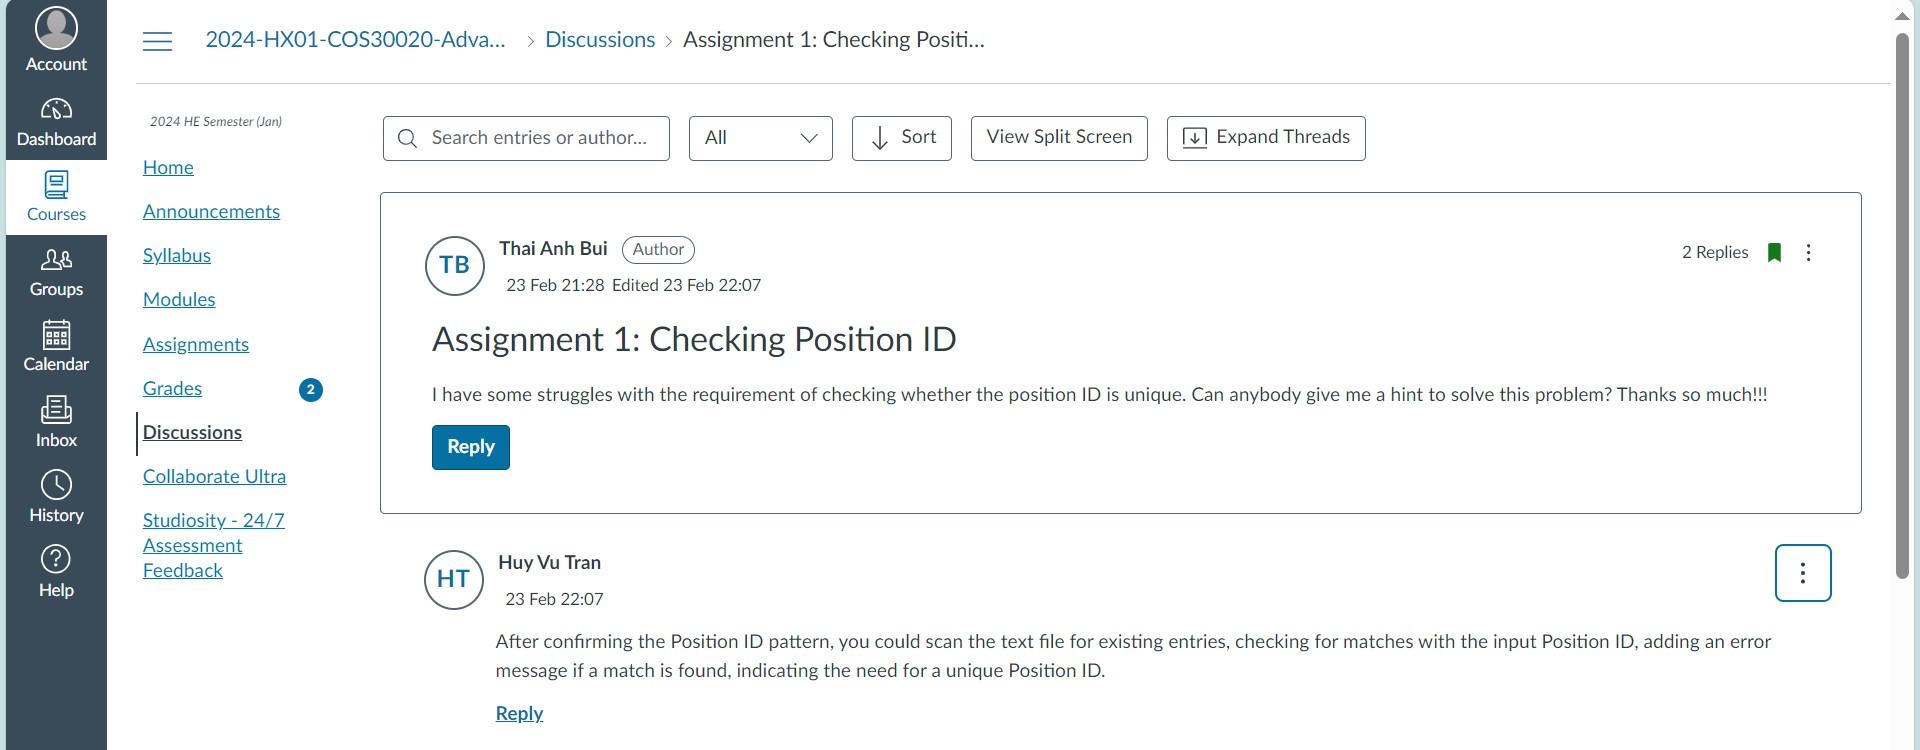 Account
Dashboard
Courses
Groups
Calendar
Inbox
History
Help
2024-HX01-COS30020-Adva... > Discussions > Assignment 1: Checking Positi...
2024 HE Semester (Jan)
Home
Announcements
Syllabus
Modules
Assignments
Grades 2
Discussions
Collaborate Ultra
Studiosity - 24/7
Assessment
Feedback
Search entries or author... All Sort View Split Screen Expand Threads
TB Thai Anh Bui Author 2 Replies
23 Feb 21:28 Edited 23 Feb 22:07
Assignment 1: Checking Position ID
I have some struggles with the requirement of checking whether the position ID is unique. Can anybody give me a hint to solve this problem? Thanks so much!!!
Reply
HT Huy Vu Tran
23 Feb 22:07
After confirming the Position ID pattern, you could scan the text file for existing entries, checking for matches with the input Position ID, adding an error
message if a match is found, indicating the need for a unique Position ID.
Reply